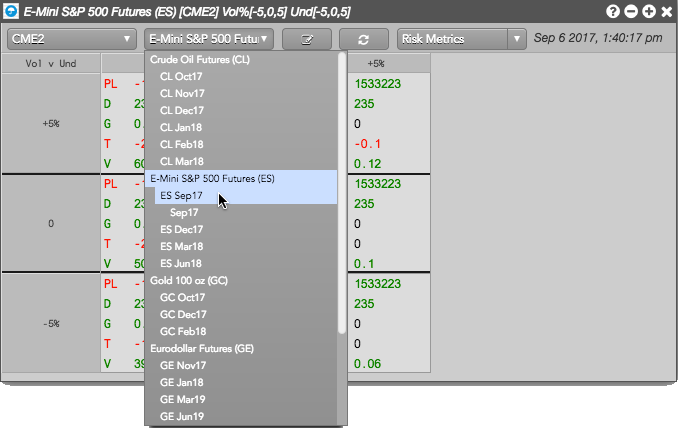 E-Mini S&P 500 Futures (ES) [CME2] Vol%[-5,0,5] Und[-5,0,5]
CME2 E-Mini S&P 500 Futu Risk Metrics Sep 6 2017, 1:40:17 pm
Vol v Und +5%
+5%
PL 1533223
D 23 235
G 0. 0
T -2 -0.1
V 60 0.12
0
PL 1533223
D 23 235
G 0. 0
T -2 0
V 50 0.1
-5%
PL 1533223
D 23 235
G 0. 0
T 0
V 39 0.06
Crude Oil Futures (CL)
CL Oct17
CL Nov17
CL Dec17
CL Jan18
CL Feb18
CL Mar18
E-Mini S&P 500 Futures (ES)
ES Sep17
Sep17
ES Dec17
ES Mar18
ES Jun18
Gold 100 oz (GC)
GC Oct17
GC Dec17
GC Feb18
Eurodollar Futures (GE)
GE Nov17
GE Jan18
GE Mar19
GE Jun19